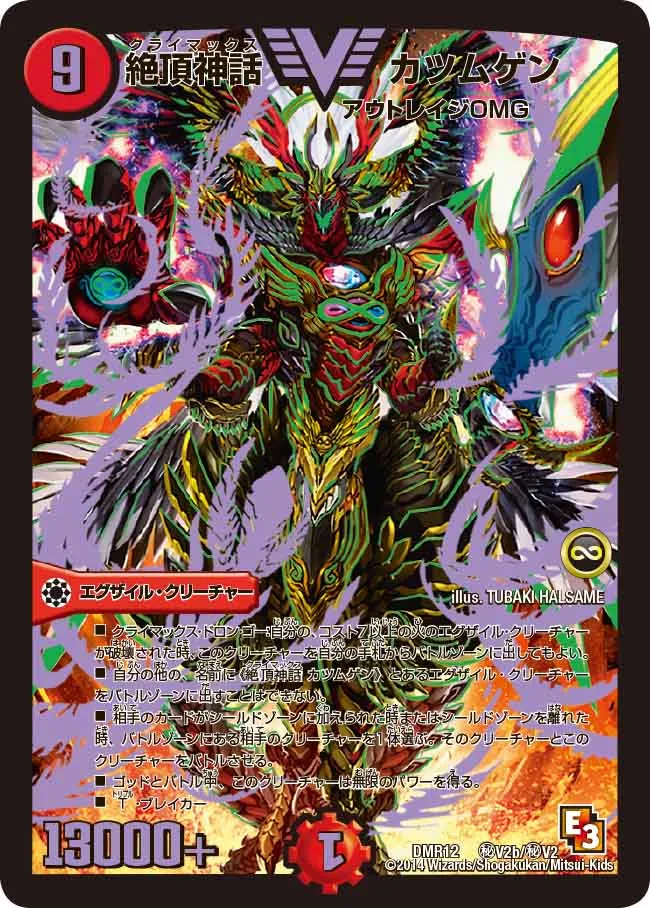 クライマックス
9 絶頂神話 V カツムゲン
アウトレイジOMG
エグザイル・クリーチャー
illus. TUBAKI HALSAME
■ クライマックス・ドロン・ゴー:自分の、コスト7以上の火のエグザイル・クリーチャー
が破壊された時、このクリーチャーを自分の手札からバトルゾーンに出してもよい。
■ 自分の他の、名前に《絶頂神話 カツムゲン》とあるエグザイル・クリーチャー
をバトルゾーンに出すことはできない。
■ 相手のカードがシールドゾーンに加えられた時またはシールドゾーンを離れた
時、バトルゾーンにある相手のクリーチャーを1体選ぶ。そのクリーチャーとこの
クリーチャーをバトルさせる。
■ ゴッドとバトル中、このクリーチャーは無限のパワーを得る。
■ T・ブレイカー
13000+
1
DMR12 ㊙V2b/㊙V2
©2014 Wizards/Shogakukan/Mitsui-Kids
E3